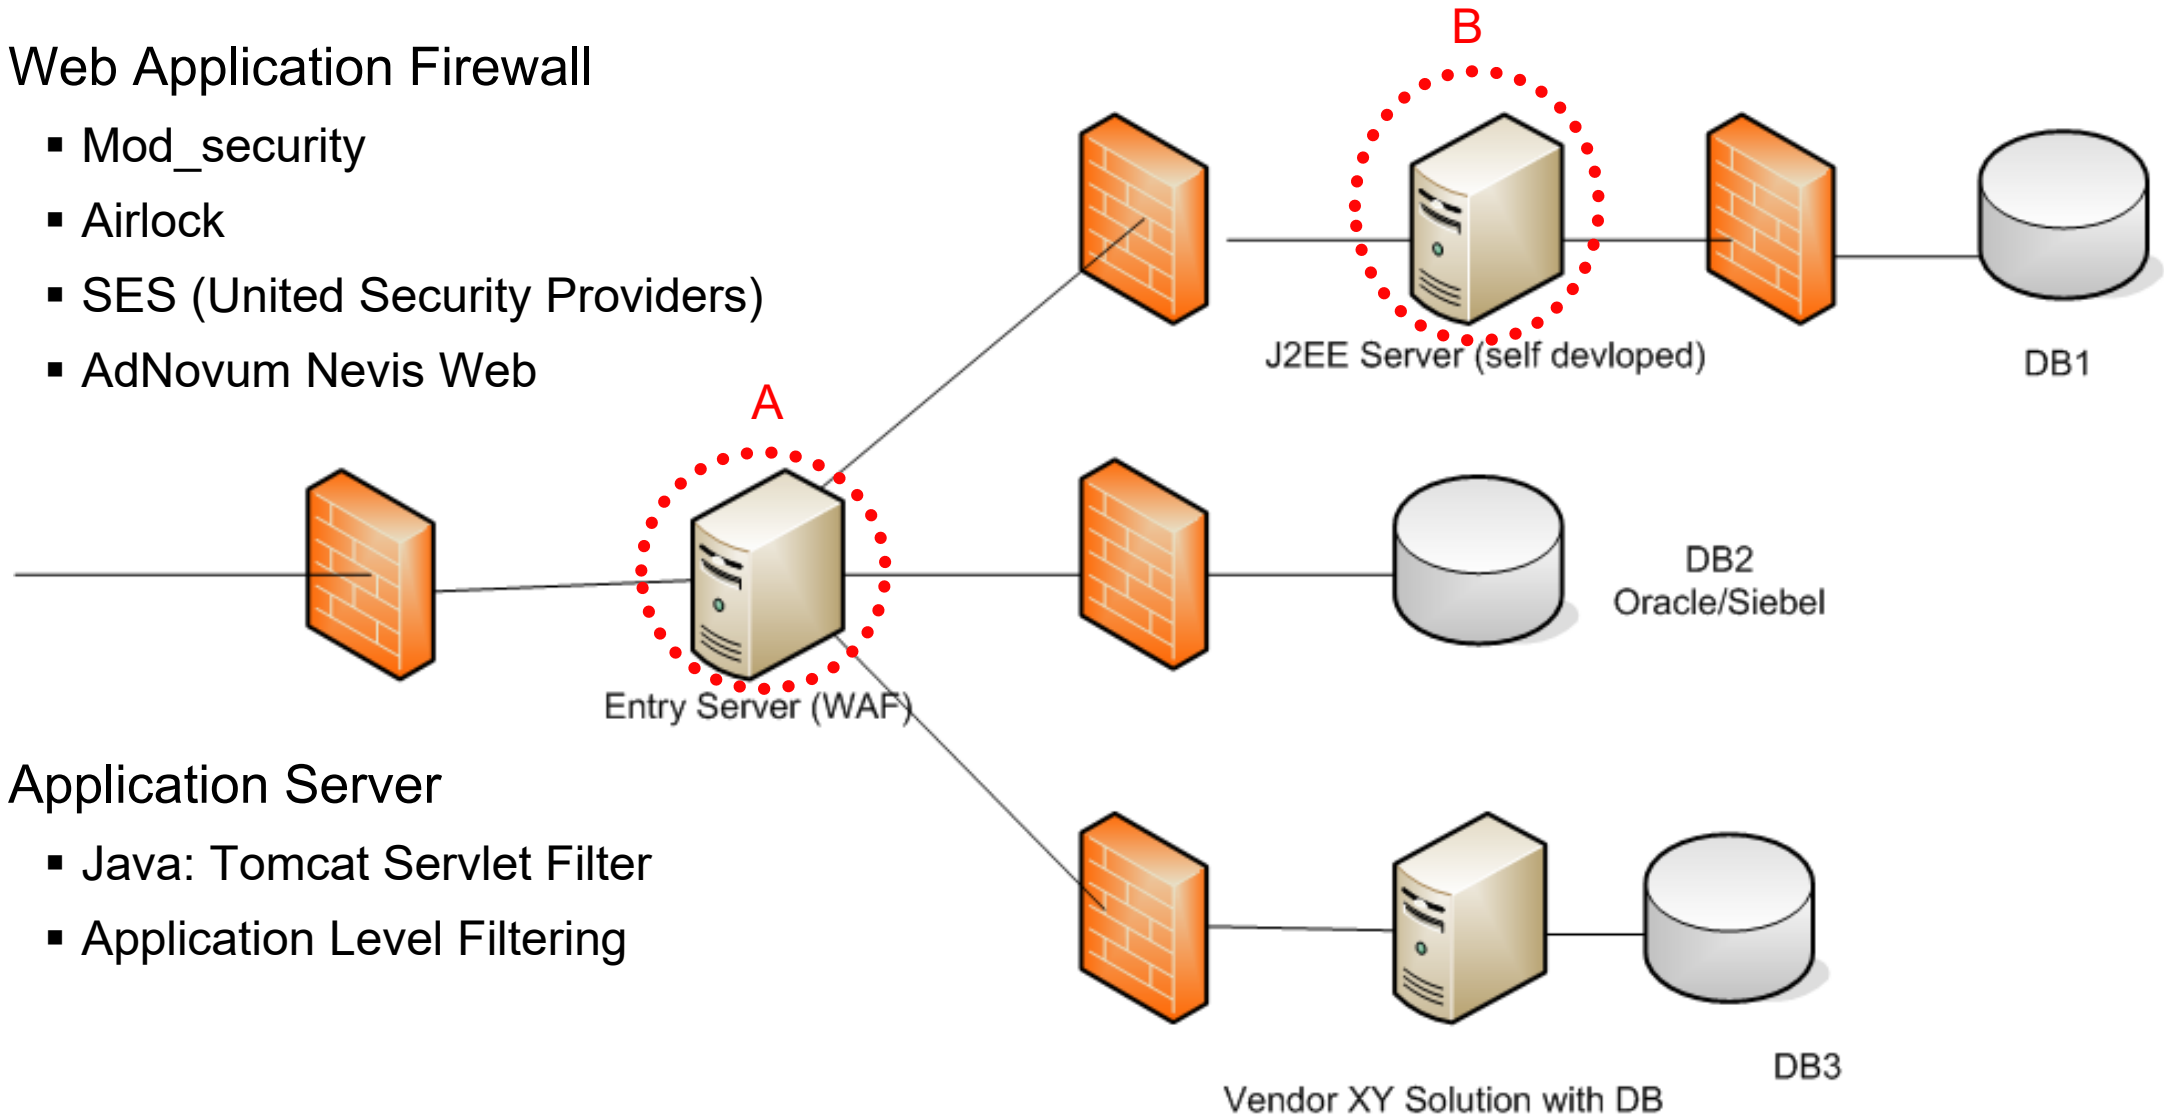 B
Web Application Firewall
▪ Mod_security
▪ Airlock
▪ SES (United Security Providers)
▪ AdNovum Nevis Web
J2EE Server (self devloped)
DB1
A
DB2
Oracle/Siebel
Entry Server (WAF)
Application Server
▪ Java: Tomcat Servlet Filter
▪ Application Level Filtering
DB3
Vendor XY Solution with DB